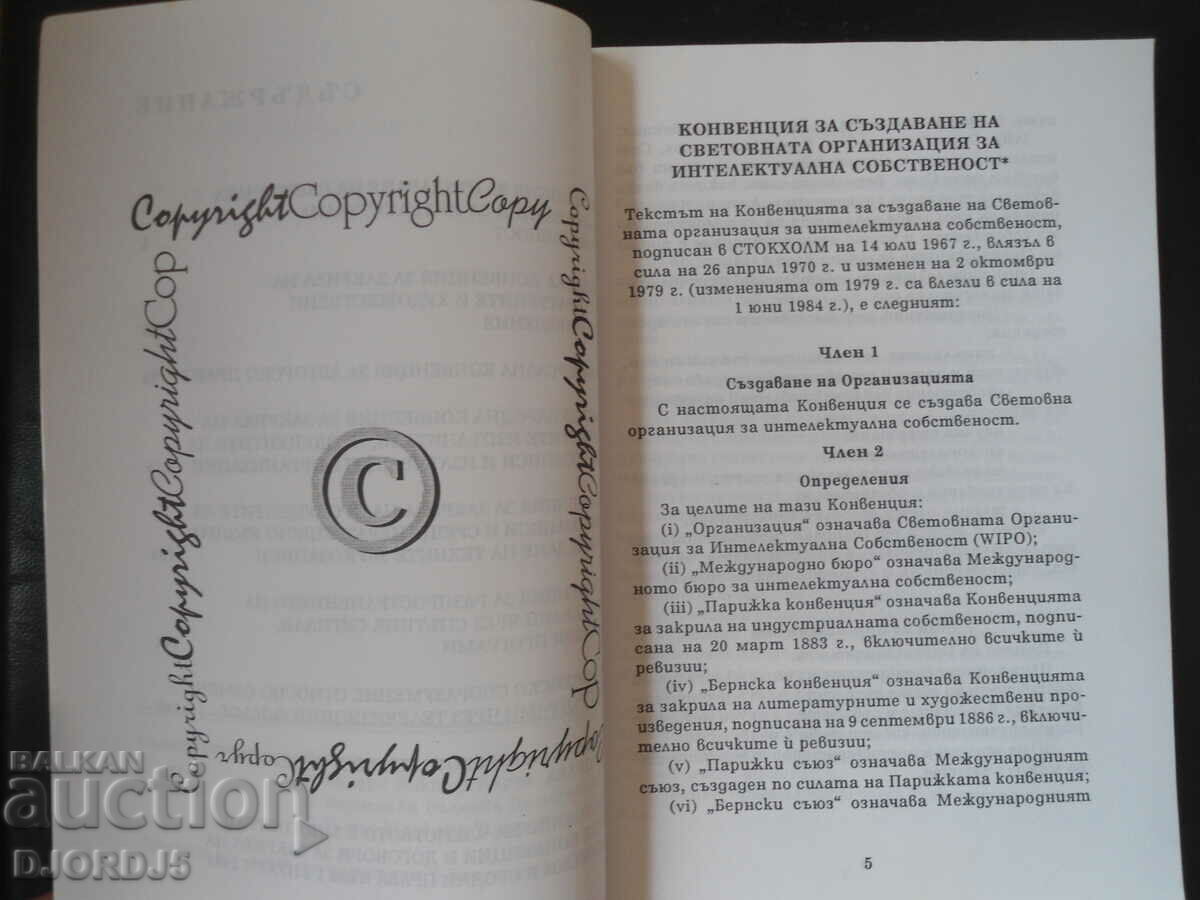 CopyrightCopyrightCopy
CopyrightCopyrightCop
CopyrightCopyrightCopyrightCop
CopyrightCopyrightCopyr
©
КОНВЕНЦИЯ ЗА СЪЗДАВАНЕ НА
СВЕТОВНАТА ОРГАНИЗАЦИЯ ЗА
ИНТЕЛЕКТУАЛНА СОБСТВЕНОСТ*
Текстът на Конвенцията за създаване на Светов-
ната организация за интелектуална собственост,
подписан в СТОКХОЛМ на 14 юли 1967 г., влязъл в
сила на 26 април 1970 г. и изменен на 2 октомври
1979 г. (измененията от 1979 г. са влезли в сила на
1 юни 1984 г.), е следният:
Член 1
Създаване на Организацията
С настоящата Конвенция се създава Световна
организация за интелектуална собственост.
Член 2
Определения
За целите на тази Конвенция:
(i) „Организация“ означава Световната Органи-
зация за Интелектуална Собственост (WIPO);
(ii) „Международно бюро“ означава Международ-
ното бюро за интелектуална собственост;
(iii) „Парижка конвенция“ означава Конвенцията
за закрила на индустриалната собственост, подпи-
сана на 20 март 1883 г., включително всичките ѝ
ревизии;
(iv) „Бернска конвенция“ означава Конвенцията
за закрила на литературните и художествени про-
изведения, подписана на 9 септември 1886 г., включи-
телно всичките ѝ ревизии;
(v) „Парижки съюз“ означава Международният
съюз, създаден по силата на Парижката конвенция;
(vi) „Бернски съюз“ означава Международният
5
BALKAN
auction
DJORDJ5